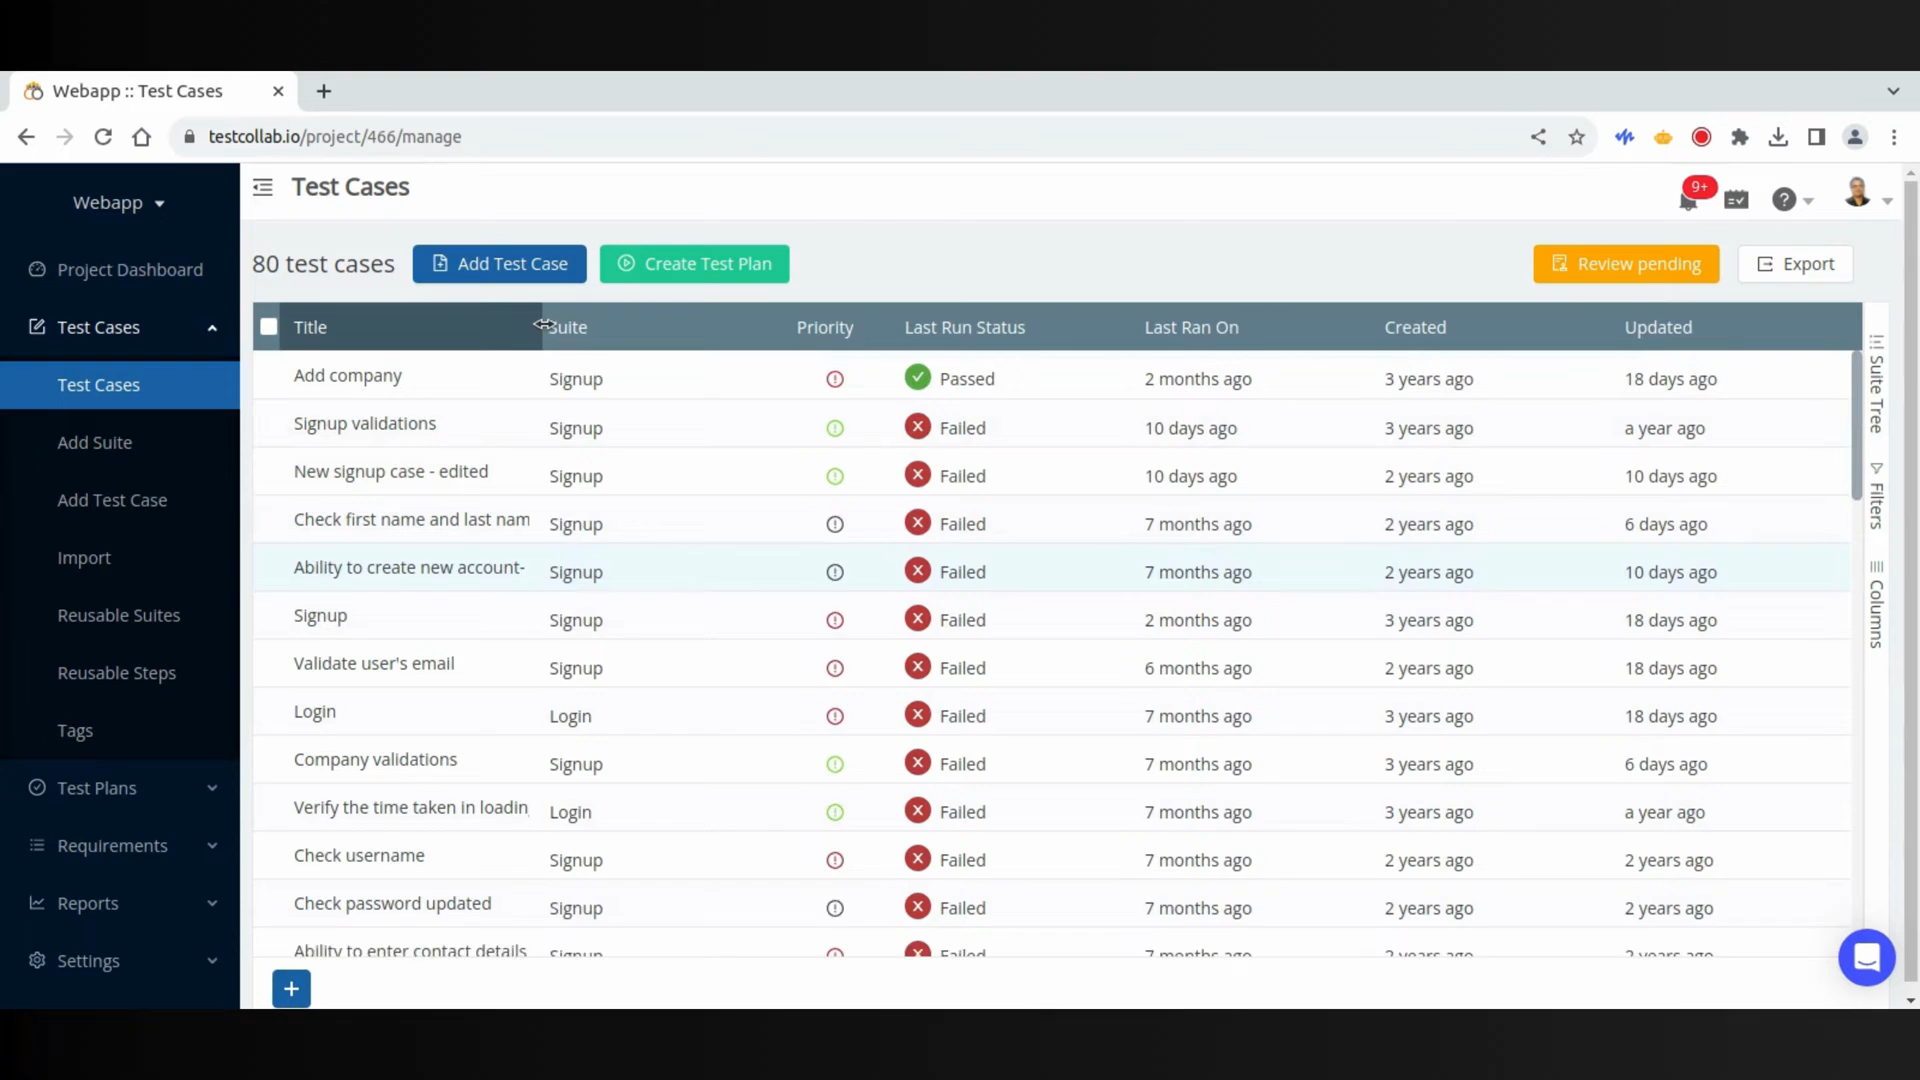 Webapp :: Test Cases
testcollab.io/project/466/manage
Webapp
Test Cases
9+
Project Dashboard
Test Cases
Test Cases
Add Suite
Add Test Case
Import
Reusable Suites
Reusable Steps
Tags
Test Plans
Requirements
Reports
Settings
80 test cases Add Test Case Create Test Plan Review pending Export
Title Suite Priority Last Run Status Last Ran On Created Updated
Add company Signup Passed 2 months ago 3 years ago 18 days ago
Signup validations Signup Failed 10 days ago 3 years ago a year ago
New signup case - edited Signup Failed 10 days ago 2 years ago 10 days ago
Check first name and last nam Signup Failed 7 months ago 2 years ago 6 days ago
Ability to create new account- Signup Failed 7 months ago 2 years ago 10 days ago
Signup Signup Failed 2 months ago 3 years ago 18 days ago
Validate user's email Signup Failed 6 months ago 2 years ago 18 days ago
Login Login Failed 7 months ago 3 years ago 18 days ago
Company validations Signup Failed 7 months ago 3 years ago 6 days ago
Verify the time taken in loadin Login Failed 7 months ago 3 years ago a year ago
Check username Signup Failed 7 months ago 2 years ago 2 years ago
Check password updated Signup Failed 7 months ago 2 years ago 2 years ago
Ability to enter contact details Signup Failed 7 months ago 2 years ago 2 years ago
Suite Tree
Filters
Columns